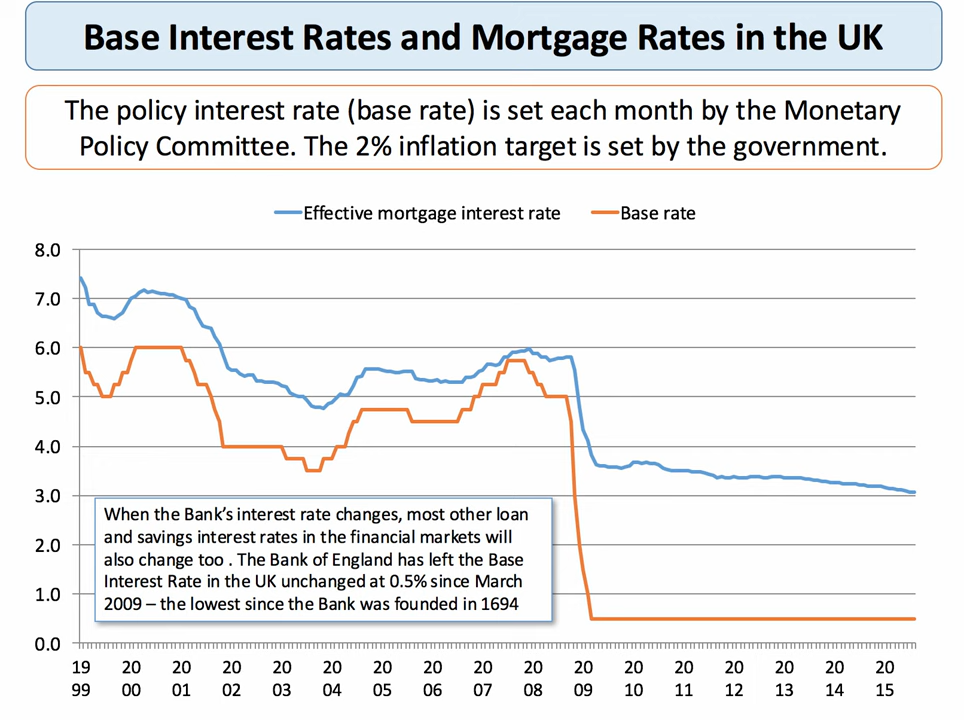 Base Interest Rates and Mortgage Rates in the UK
The policy interest rate (base rate) is set each month by the Monetary
Policy Committee. The 2% inflation target is set by the government.
Effective mortgage interest rate Base rate
8.0
7.0
6.0
5.0
4.0
3.0
2.0
1.0
0.0
When the Bank's interest rate changes, most other loan
and savings interest rates in the financial markets will
also change too . The Bank of England has left the Base
Interest Rate in the UK unchanged at 0.5% since March
2009 – the lowest since the Bank was founded in 1694
19 20 20 20 20 20 20 20 20 20 20 20 20 20 20 20 20
99 00 01 02 03 04 05 06 07 08 09 10 11 12 13 14 15